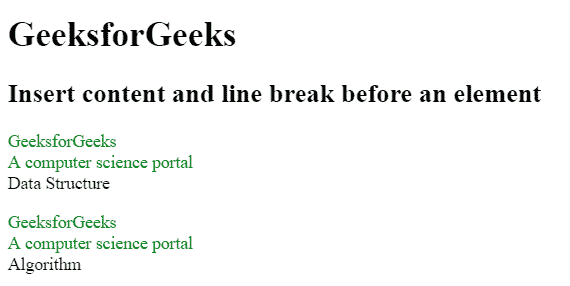 GeeksforGeeks
Insert content and line break before an element
GeeksforGeeks
A computer science portal
Data Structure
GeeksforGeeks
A computer science portal
Algorithm